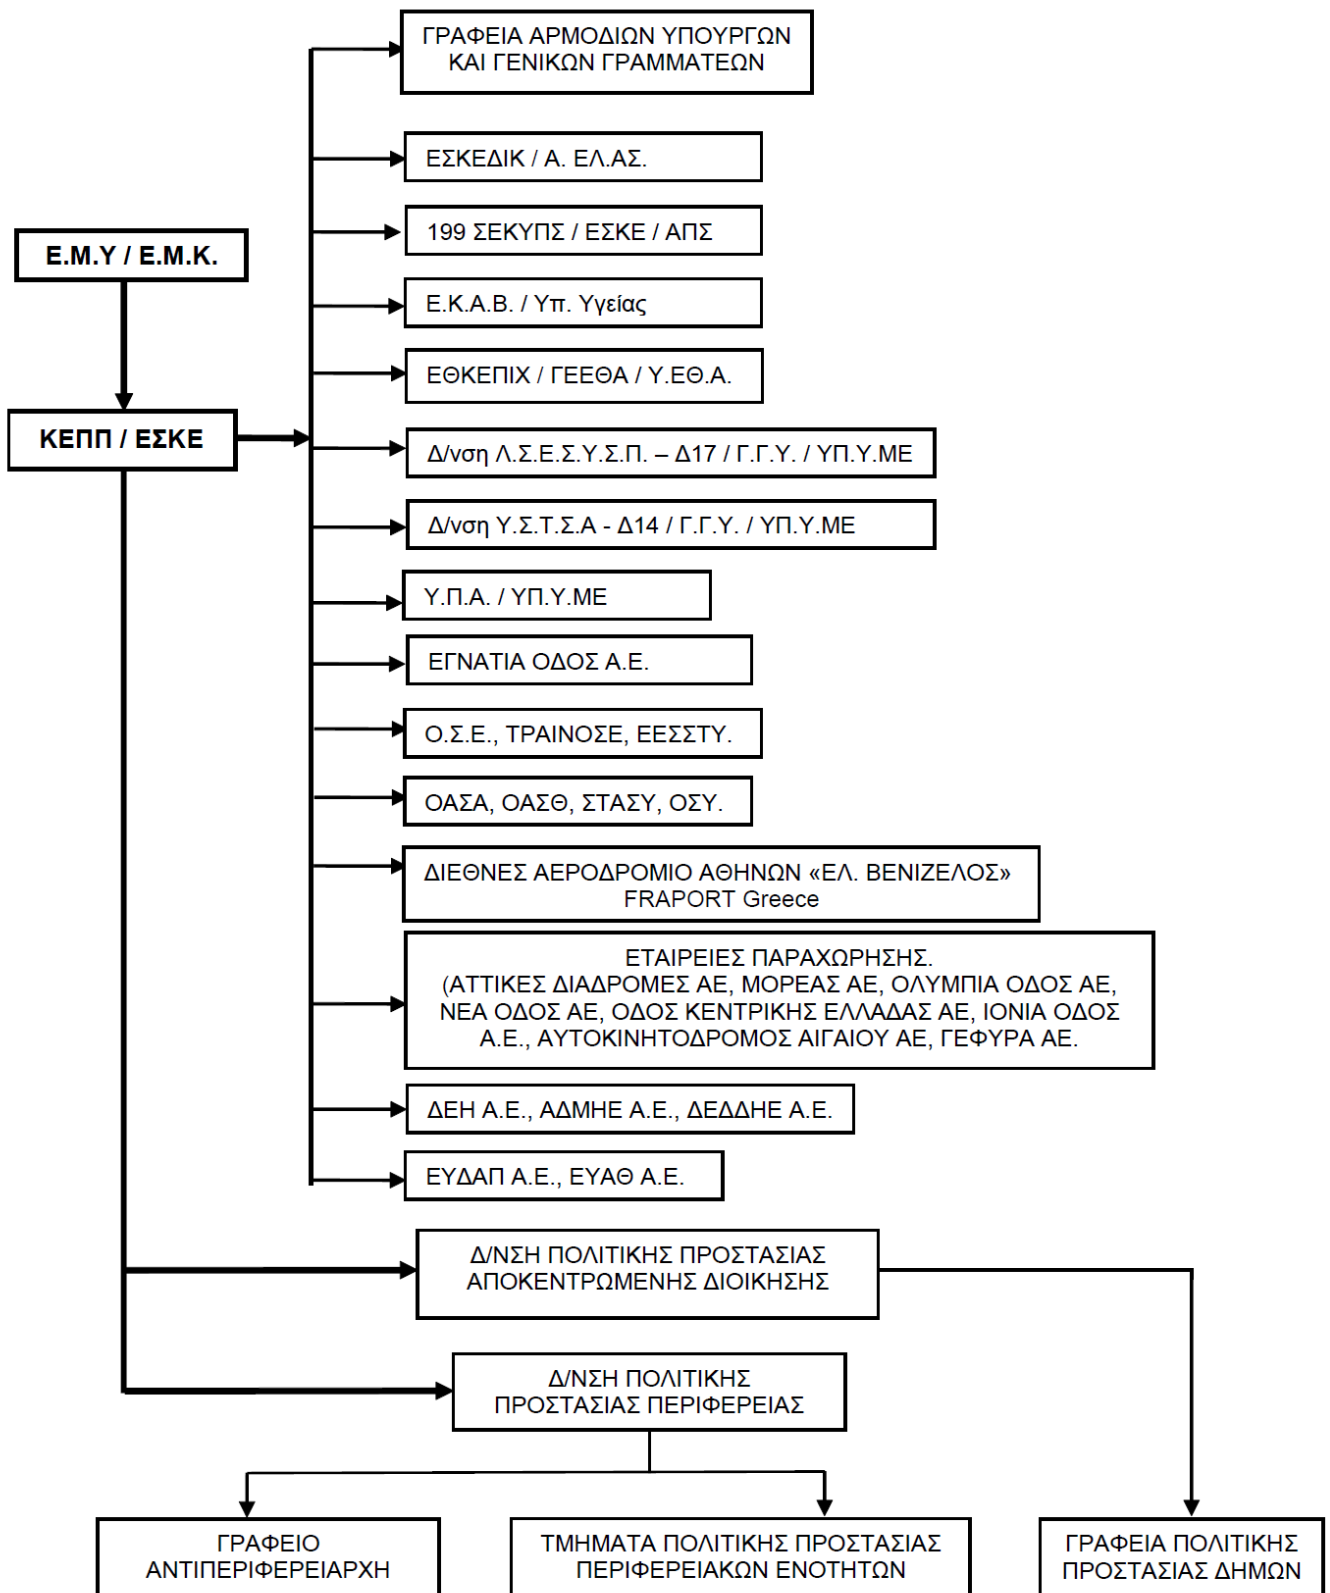 ΓΡΑΦΕΙΑ ΑΡΜΟΔΙΩΝ ΥΠΟΥΡΓΩΝ
ΚΑΙ ΓΕΝΙΚΩΝ ΓΡΑΜΜΑΤΕΩΝ
ΕΣΚΕΔΙΚ / Α. ΕΛ.ΑΣ.
199 ΣΕΚΥΠΣ / ΕΣΚΕ / ΑΠΣ
Ε.Μ.Υ / Ε.Μ.Κ.
Ε.Κ.Α.Β. / Υπ. Υγείας
ΕΘΚΕΠΙΧ / ΓΕΕΘΑ / Υ.ΕΘ.Α.
ΚΕΠΠ / ΕΣΚΕ
Δ/νση Λ.Σ.Ε.Σ.Υ.Σ.Π. – Δ17 / Γ.Γ.Υ. / ΥΠ.Υ.ΜΕ
Δ/νση Υ.Σ.Τ.Σ.Α - Δ14 / Γ.Γ.Υ. / ΥΠ.Υ.ΜΕ
Υ.Π.Α. / ΥΠ.Υ.ΜΕ
ΕΓΝΑΤΙΑ ΟΔΟΣ Α.Ε.
Ο.Σ.Ε., ΤΡΑΙΝΟΣΕ, ΕΕΣΣΤΥ.
ΟΑΣΑ, ΟΑΣΘ, ΣΤΑΣΥ, ΟΣΥ.
ΔΙΕΘΝΕΣ ΑΕΡΟΔΡΟΜΙΟ ΑΘΗΝΩΝ «ΕΛ. ΒΕΝΙΖΕΛΟΣ»
FRAPORT Greece
ΕΤΑΙΡΕΙΕΣ ΠΑΡΑΧΩΡΗΣΗΣ.
(ΑΤΤΙΚΕΣ ΔΙΑΔΡΟΜΕΣ ΑΕ, ΜΟΡΕΑΣ ΑΕ, ΟΛΥΜΠΙΑ ΟΔΟΣ ΑΕ,
ΝΕΑ ΟΔΟΣ ΑΕ, ΟΔΟΣ ΚΕΝΤΡΙΚΗΣ ΕΛΛΑΔΑΣ ΑΕ, ΙΟΝΙΑ ΟΔΟΣ
Α.Ε., ΑΥΤΟΚΙΝΗΤΟΔΡΟΜΟΣ ΑΙΓΑΙΟΥ ΑΕ, ΓΕΦΥΡΑ ΑΕ.
ΔΕΗ Α.Ε., ΑΔΜΗΕ Α.Ε., ΔΕΔΔΗΕ Α.Ε.
ΕΥΔΑΠ Α.Ε., ΕΥΑΘ Α.Ε.
Δ/ΝΣΗ ΠΟΛΙΤΙΚΗΣ ΠΡΟΣΤΑΣΙΑΣ
ΑΠΟΚΕΝΤΡΩΜΕΝΗΣ ΔΙΟΙΚΗΣΗΣ
Δ/ΝΣΗ ΠΟΛΙΤΙΚΗΣ
ΠΡΟΣΤΑΣΙΑΣ ΠΕΡΙΦΕΡΕΙΑΣ
ΓΡΑΦΕΙΟ
ΑΝΤΙΠΕΡΙΦΕΡΕΙΑΡΧΗ
ΤΜΗΜΑΤΑ ΠΟΛΙΤΙΚΗΣ ΠΡΟΣΤΑΣΙΑΣ
ΠΕΡΙΦΕΡΕΙΑΚΩΝ ΕΝΟΤΗΤΩΝ
ΓΡΑΦΕΙΑ ΠΟΛΙΤΙΚΗΣ
ΠΡΟΣΤΑΣΙΑΣ ΔΗΜΩΝ